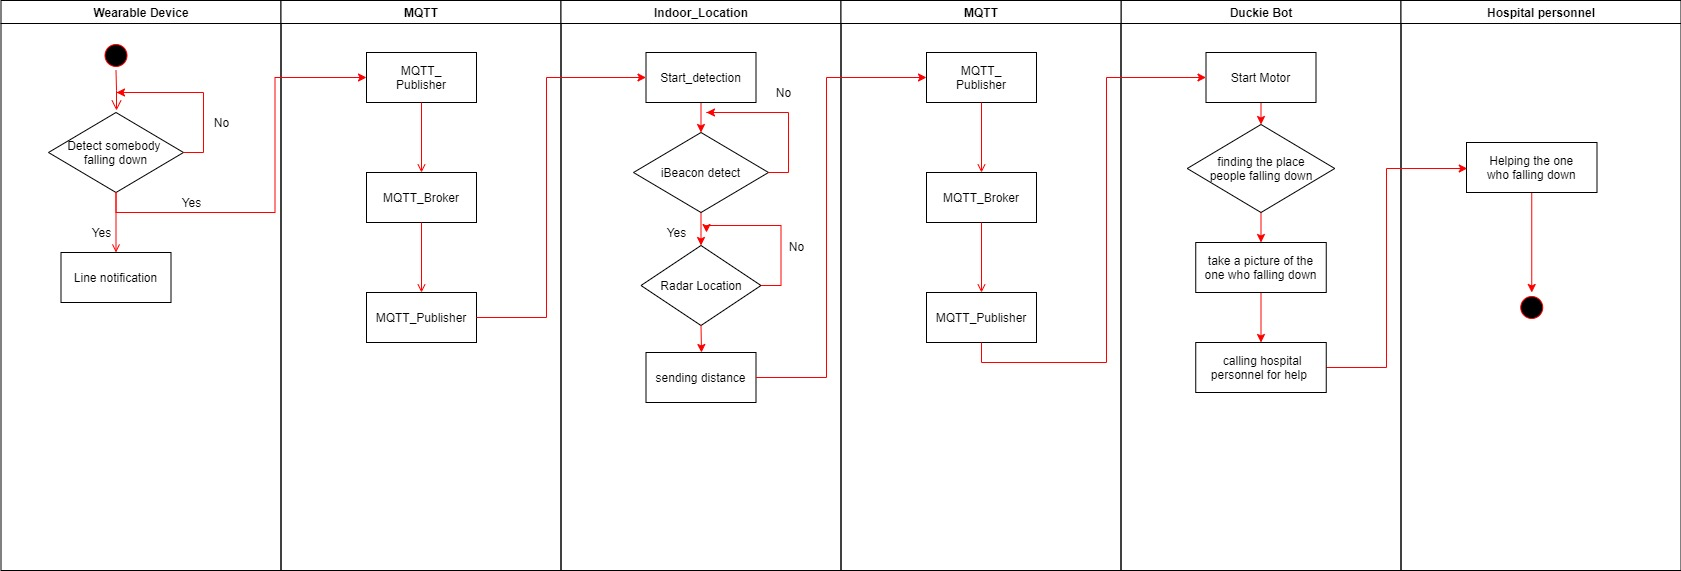 Wearable Device
MQTT
Indoor_Location
MQTT
Duckie Bot
Hospital personnel
Detect somebody
falling down
No
Yes
Yes
Line notification
MQTT_
Publisher
MQTT_Broker
MQTT_Publisher
Start_detection
No
iBeacon detect
Yes
No
Radar Location
sending distance
MQTT_
Publisher
MQTT_Broker
MQTT_Publisher
Start Motor
finding the place
people falling down
take a picture of the
one who falling down
calling hospital
personnel for help
Helping the one
who falling down